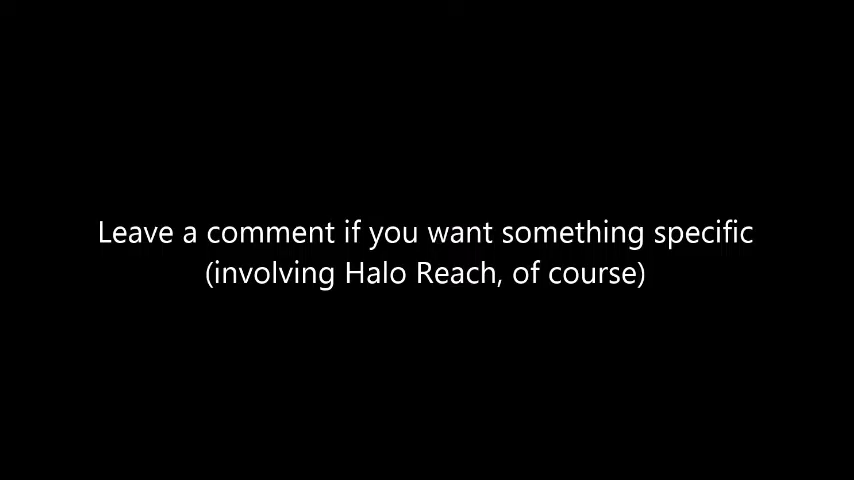 Leave a comment if you want something specific
(involving Halo Reach, of course)